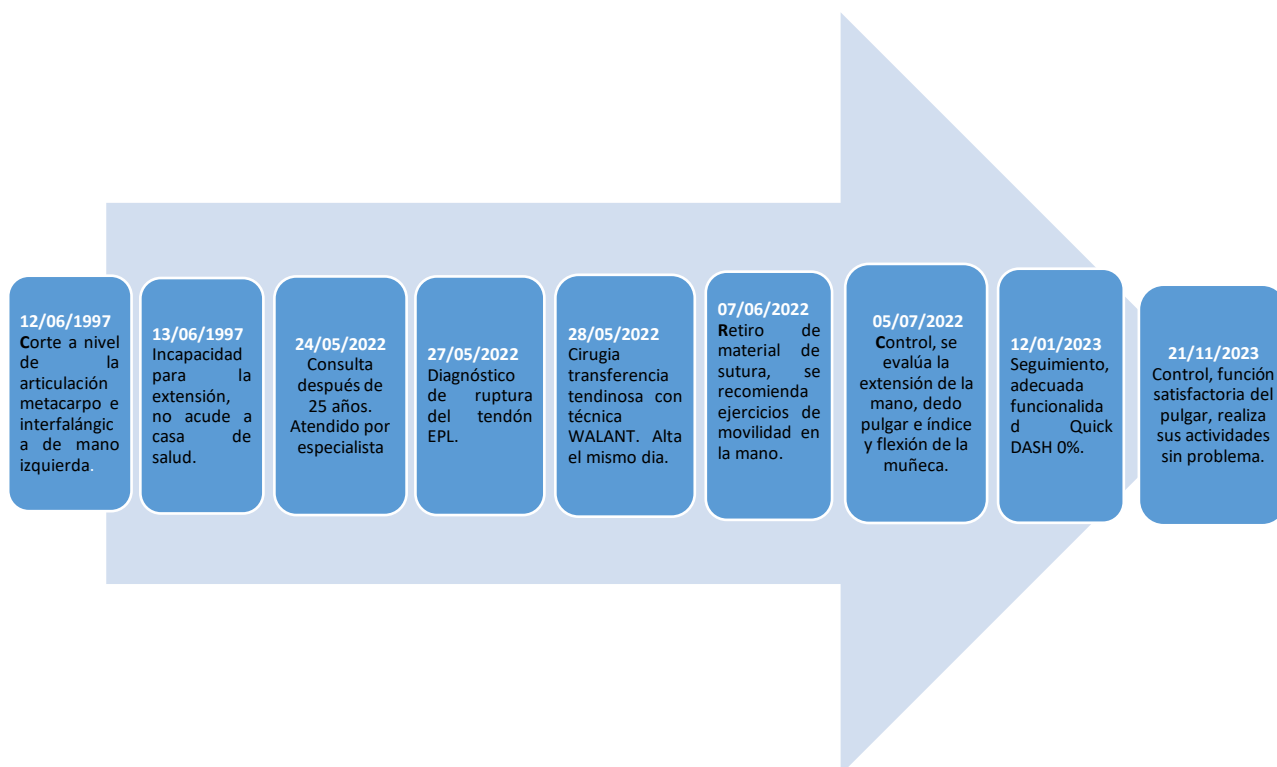 12/06/1997
Corte a nivel
de la
articulación
metacarpo e
interfalángic
a de mano
izquierda.
13/06/1997
Incapacidad
para la
extensión,
no acude a
casa de
salud.
24/05/2022
Consulta
después de
25 años.
Atendido por
especialista
27/05/2022
Diagnóstico
de ruptura
del tendón
EPL.
28/05/2022
Cirugia
transferencia
tendinosa con
técnica
WALANT. Alta
el mismo dia.
07/06/2022
Retiro de
material de
sutura, se
recomienda
ejercicios de
movilidad en
la mano.
05/07/2022
Control, se
evalúa la
extensión de la
mano, dedo
pulgar e índice
y flexión de la
muñeca.
12/01/2023
Seguimiento,
adecuada
funcionalida
d Quick
DASH 0%.
21/11/2023
Control, función
satisfactoria del
pulgar, realiza
sus actividades
sin problema.